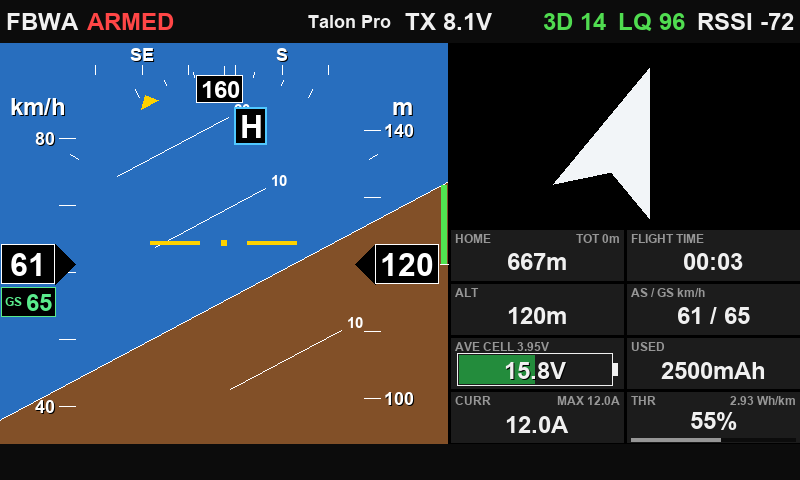 FBWA ARMED Talon Pro TX 8.1V 3D 14 LQ 96 RSSI -72
SE S
160
km/h m
H
80 140
10
61 120
GS 65
10
40 100
HOME TOT 0m
667m
FLIGHT TIME
00:03
ALT
120m
AS / GS km/h
61 / 65
AVE CELL 3.95V
15.8V
USED
2500mAh
CURR MAX 12.0A
12.0A
THR 2.93 Wh/km
55%